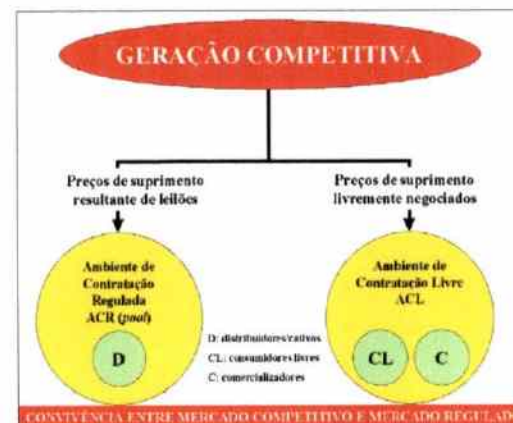 GERAÇÃO COMPETITIVA
Preços de suprimento
resultante de leilões
Preços de suprimento
livremente negociados
Ambiente de
Contratação
Regulada
ACR (pool)
D
D: distribuidores/cativos
CL: consumidores livres
C: comercializadores
Ambiente de
Contratação Livre
ACL
CL
C
CONVIVÊNCIA ENTRE MERCADO COMPETITIVO E MERCADO REGULADO